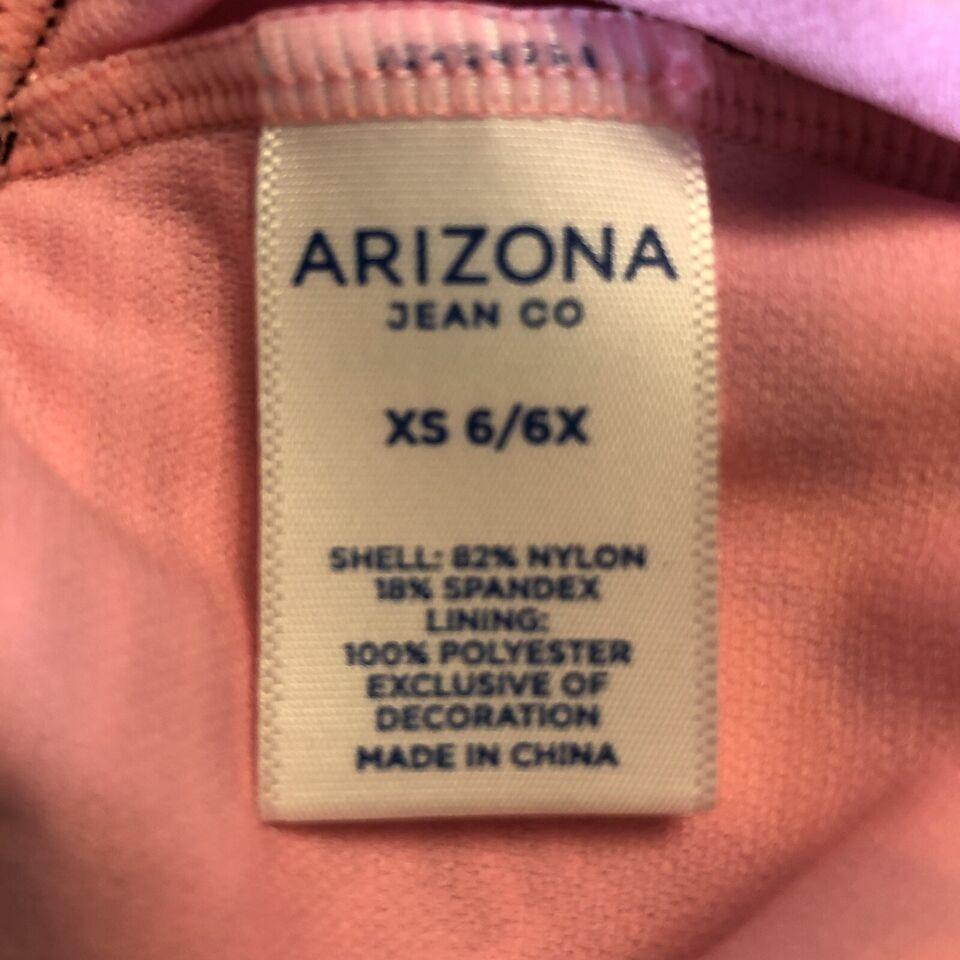 ARIZONA
JEAN CO
XS 6/6X
SHELL: 82% NYLON
18% SPANDEX
LINING:
100% POLYESTER
EXCLUSIVE OF
DECORATION
MADE IN CHINA